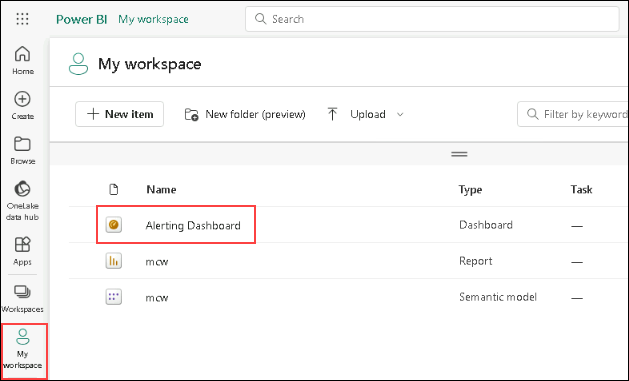 Power BI My workspace Search
Home
Create
Browse
OneLake
data hub
Apps
Workspaces
My
workspace
My workspace
New item New folder (preview) Upload Filter by keyword
Name Type Task
Alerting Dashboard Dashboard —
mcw Report —
mcw Semantic model —